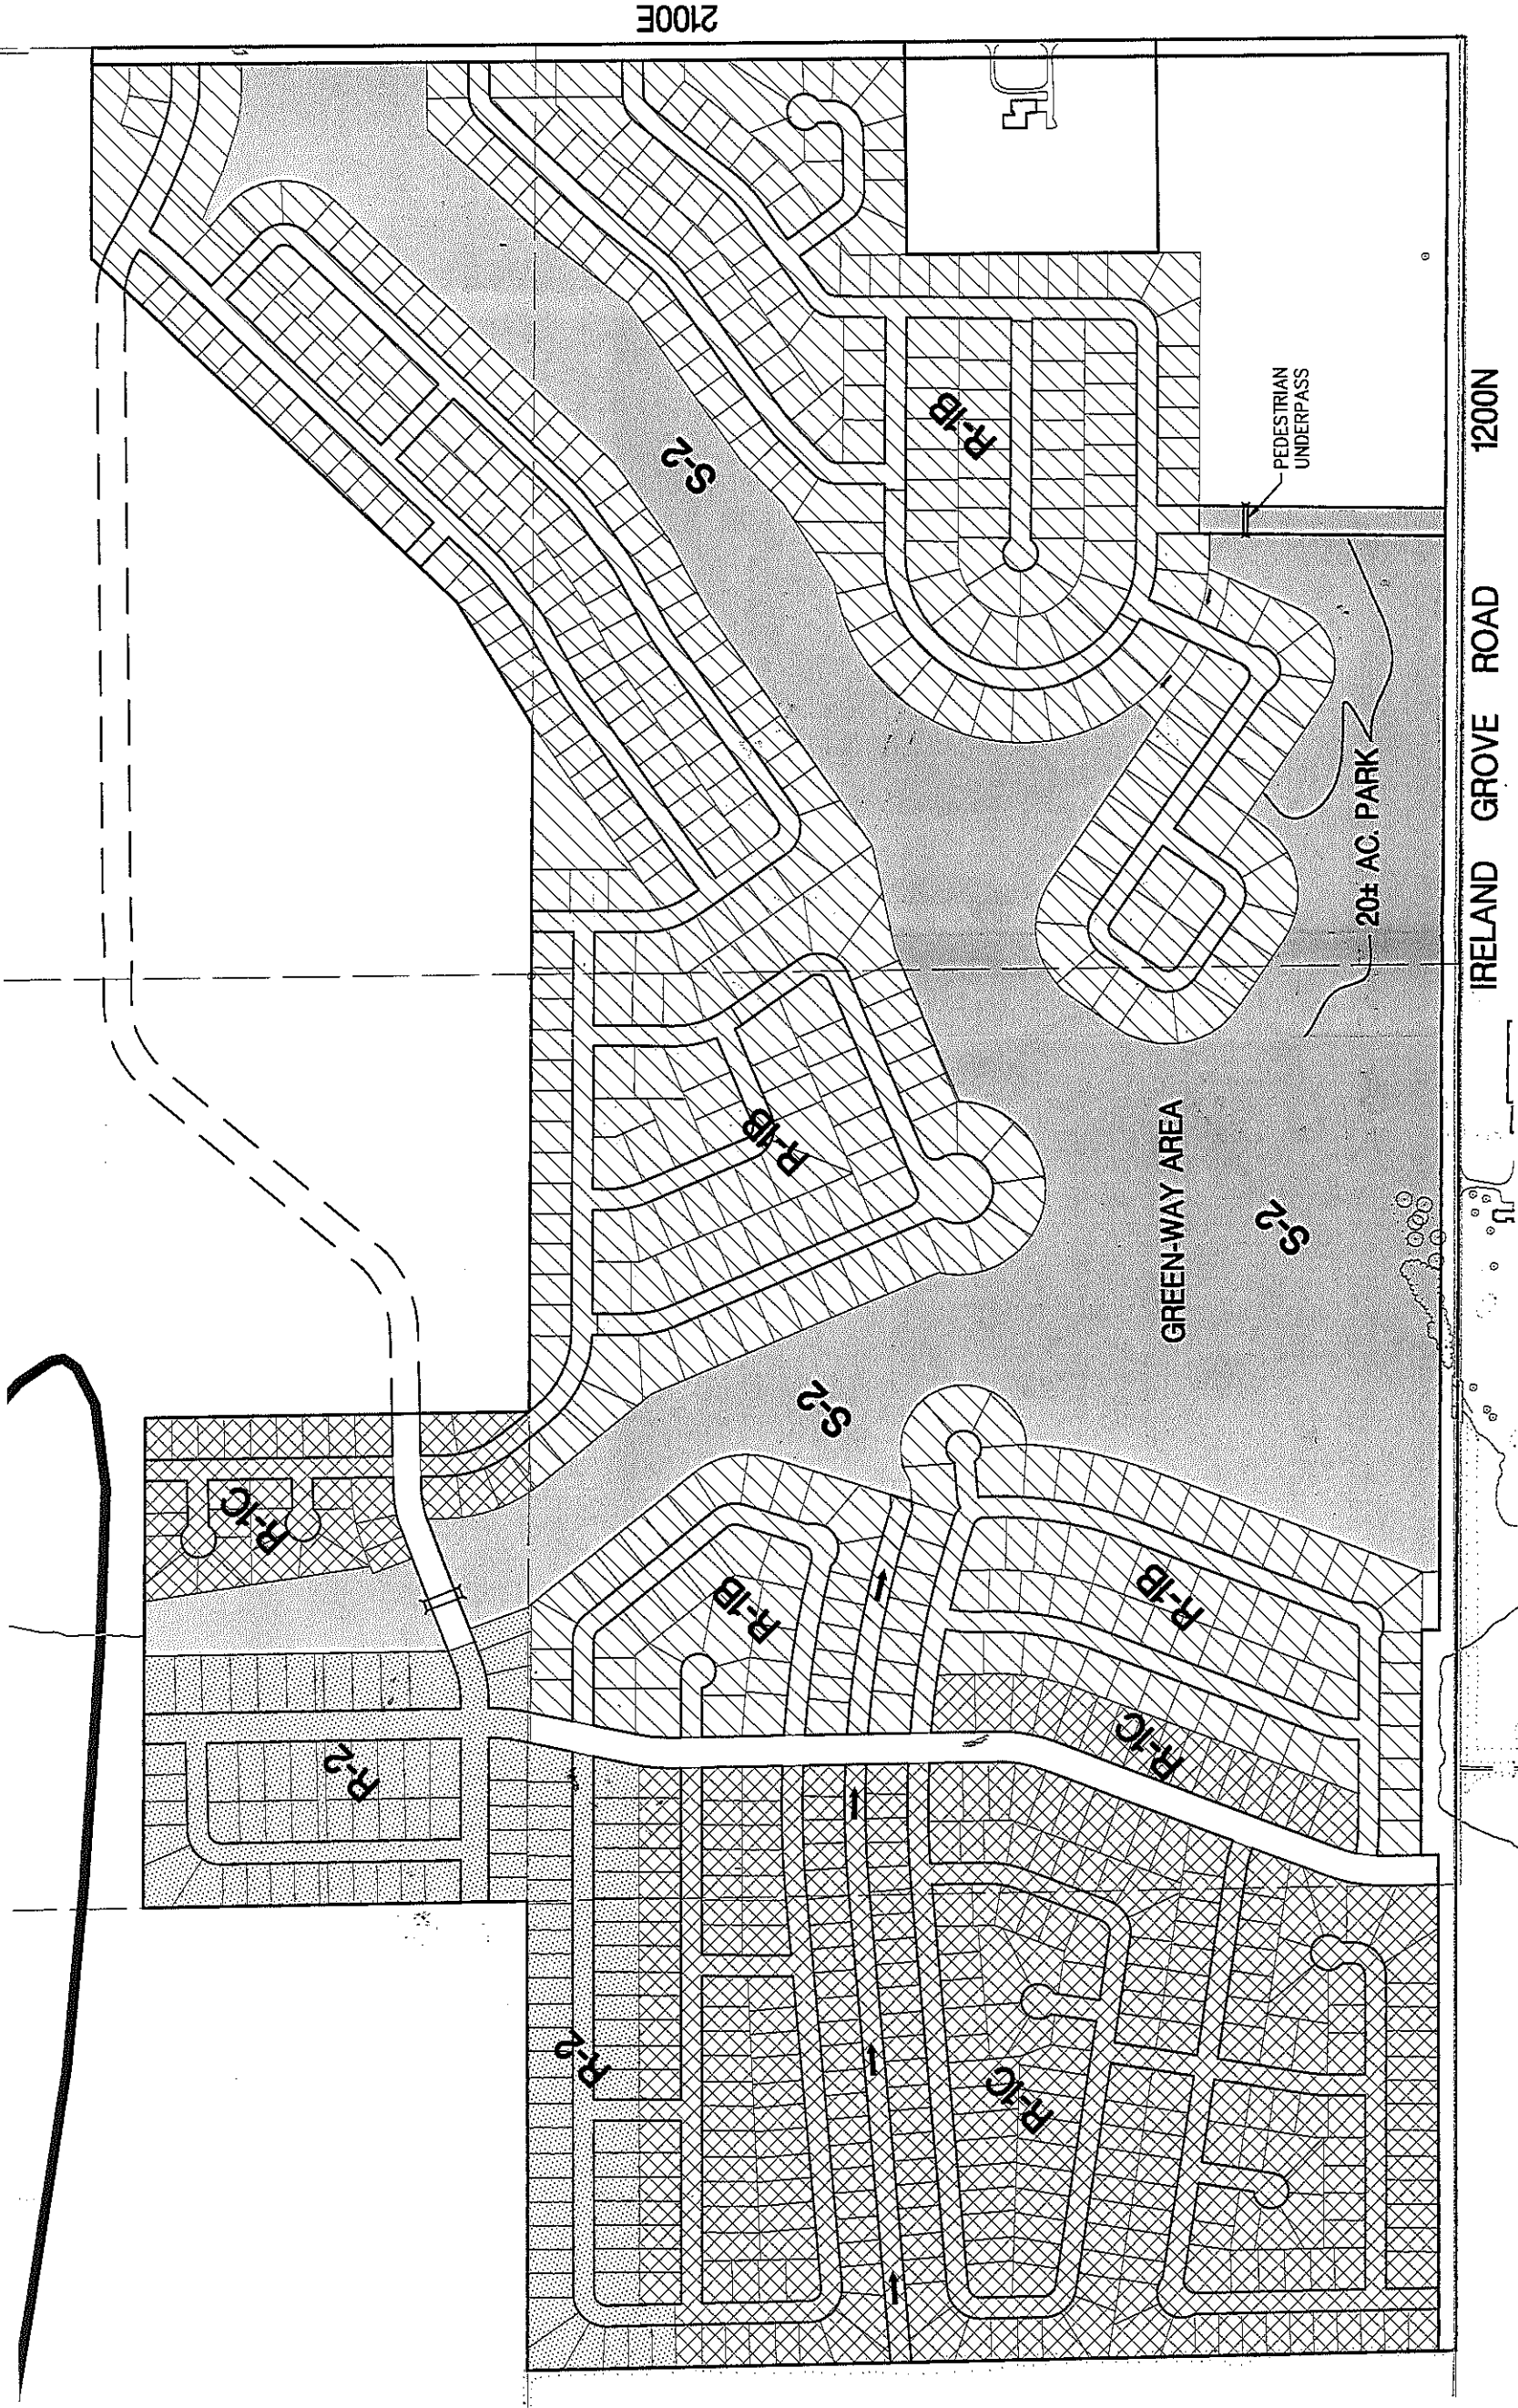 2100E
S-2
R-1B
PEDESTRIAN
UNDERPASS
1200N
IRELAND GROVE ROAD
20± AC. PARK
R-1B
GREEN-WAY AREA
S-2
S-2
R-1C
R-1B
R-1B
R-1C
R-2
R-2
R-1C